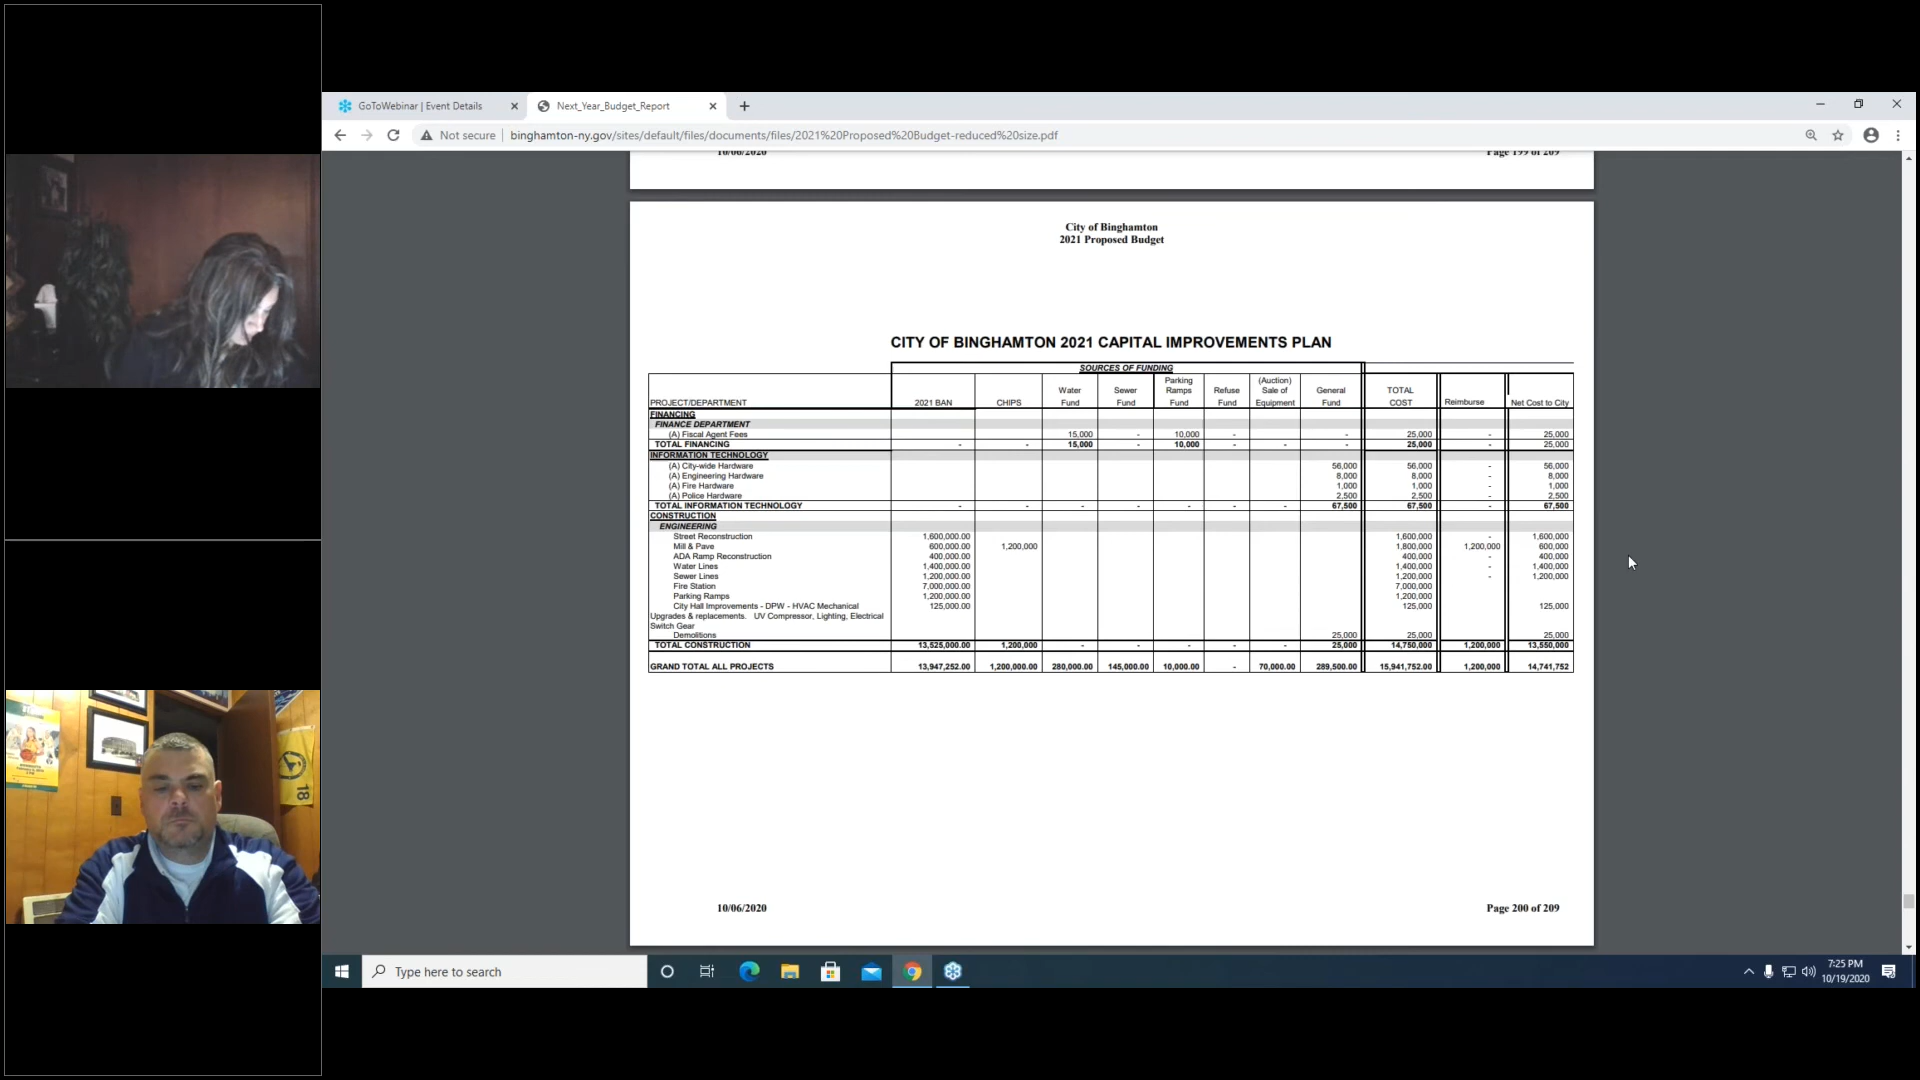 GoToWebinar | Event Details
Next_Year_Budget_Report
Not secure | binghamton-ny.gov/sites/default/files/documents/files/2021%20Proposed%20Budget-reduced%20size.pdf
10/06/2020 Page 199 of 209
City of Binghamton
2021 Proposed Budget
CITY OF BINGHAMTON 2021 CAPITAL IMPROVEMENTS PLAN
SOURCES OF FUNDING
PROJECT/DEPARTMENT 2021 BAN CHIPS Water Fund Sewer Fund Parking Ramps Fund Refuse Fund (Auction) Sale of Equipment General Fund TOTAL COST Reimburse Net Cost to City
FINANCING
FINANCE DEPARTMENT
(A) Fiscal Agent Fees 15,000 - 10,000 - - 25,000 - 25,000
TOTAL FINANCING - - 15,000 - 10,000 - - - 25,000 - 25,000
INFORMATION TECHNOLOGY
(A) City-wide Hardware 56,000 56,000 - 56,000
(A) Engineering Hardware 8,000 8,000 - 8,000
(A) Fire Hardware 1,000 1,000 - 1,000
(A) Police Hardware 2,500 2,500 - 2,500
TOTAL INFORMATION TECHNOLOGY - - - - - - - 67,500 67,500 - 67,500
CONSTRUCTION
ENGINEERING
Street Reconstruction 1,600,000.00 1,600,000 - 1,600,000
Mill & Pave 600,000.00 1,200,000 1,800,000 1,200,000 600,000
ADA Ramp Reconstruction 400,000.00 400,000 - 400,000
Water Lines 1,400,000.00 1,400,000 - 1,400,000
Sewer Lines 1,200,000.00 1,200,000 - 1,200,000
Fire Station 7,000,000.00 7,000,000
Parking Ramps 1,200,000.00 1,200,000
City Hall Improvements - DPW - HVAC Mechanical 125,000.00 125,000 125,000
Upgrades & replacements. UV Compressor, Lighting, Electrical
Switch Gear
Demolitions 25,000 25,000 25,000
TOTAL CONSTRUCTION 13,525,000.00 1,200,000 - - - - - 25,000 14,750,000 1,200,000 13,550,000
GRAND TOTAL ALL PROJECTS 13,947,252.00 1,200,000.00 280,000.00 145,000.00 10,000.00 - 70,000.00 289,500.00 15,941,752.00 1,200,000 14,741,752
10/06/2020 Page 200 of 209
18
Type here to search
7:25 PM
10/19/2020